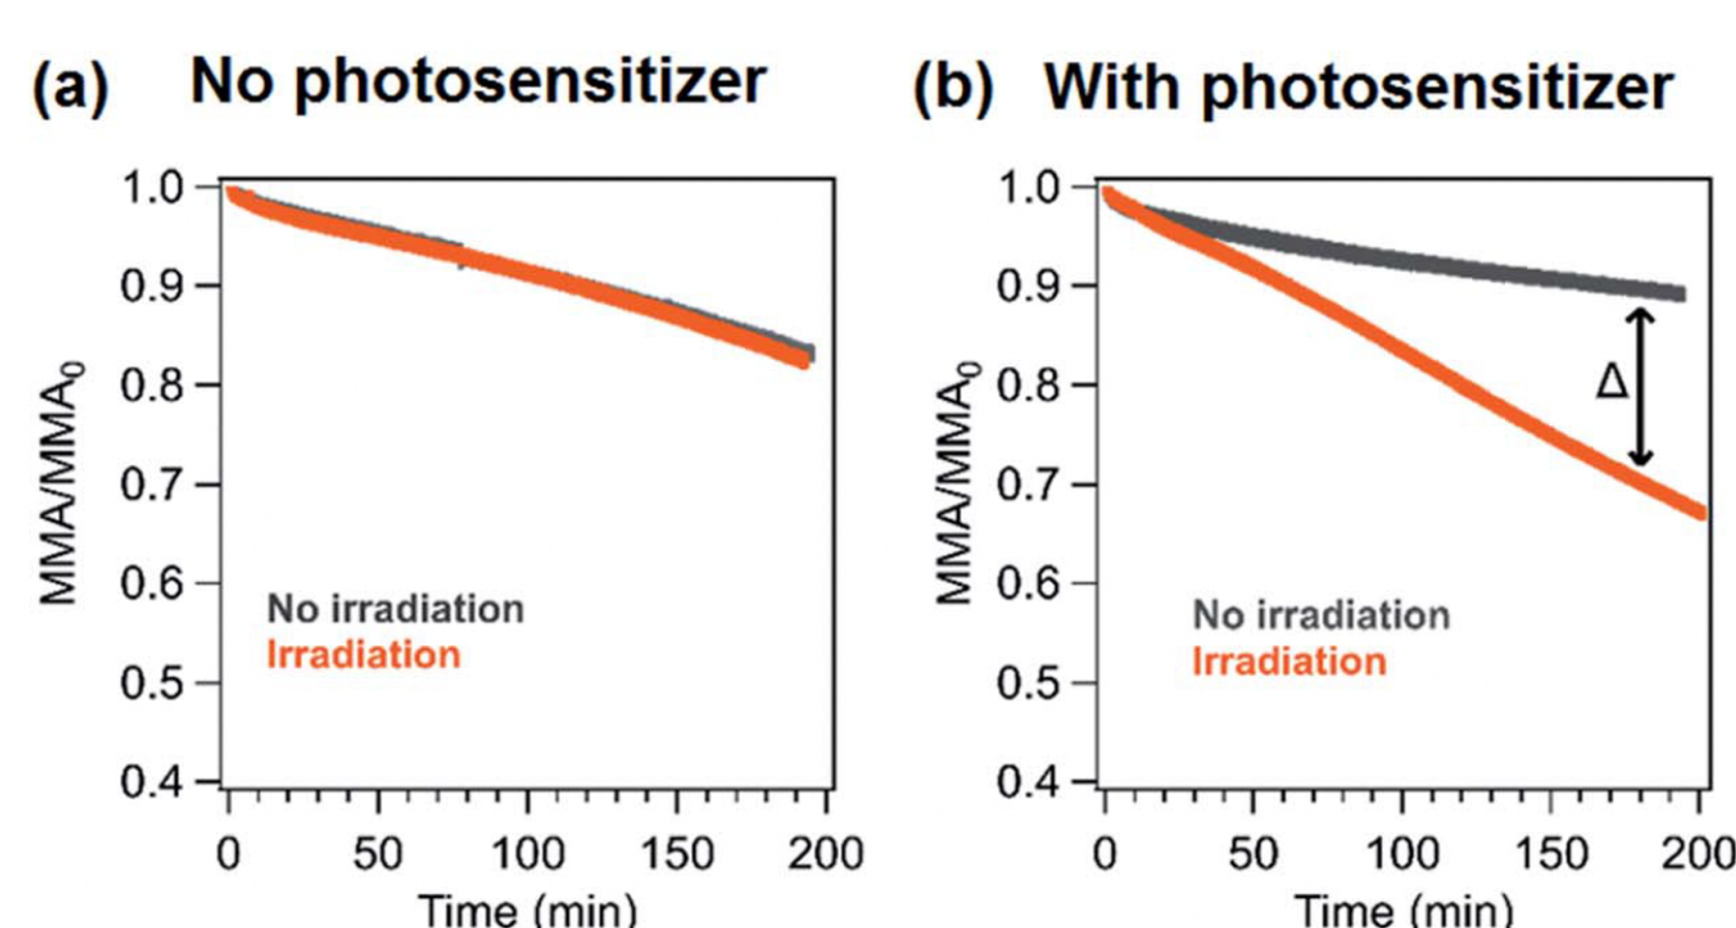 (a) No photosensitizer
1.0
0.9
0.8
0.7
0.6
0.5
0.4
MMA/MMA0
No irradiation
Irradiation
0 50 100 150 200
Time (min)
(b) With photosensitizer
1.0
0.9
0.8
0.7
0.6
0.5
0.4
MMA/MMA0
Δ
No irradiation
Irradiation
0 50 100 150 200
Time (min)